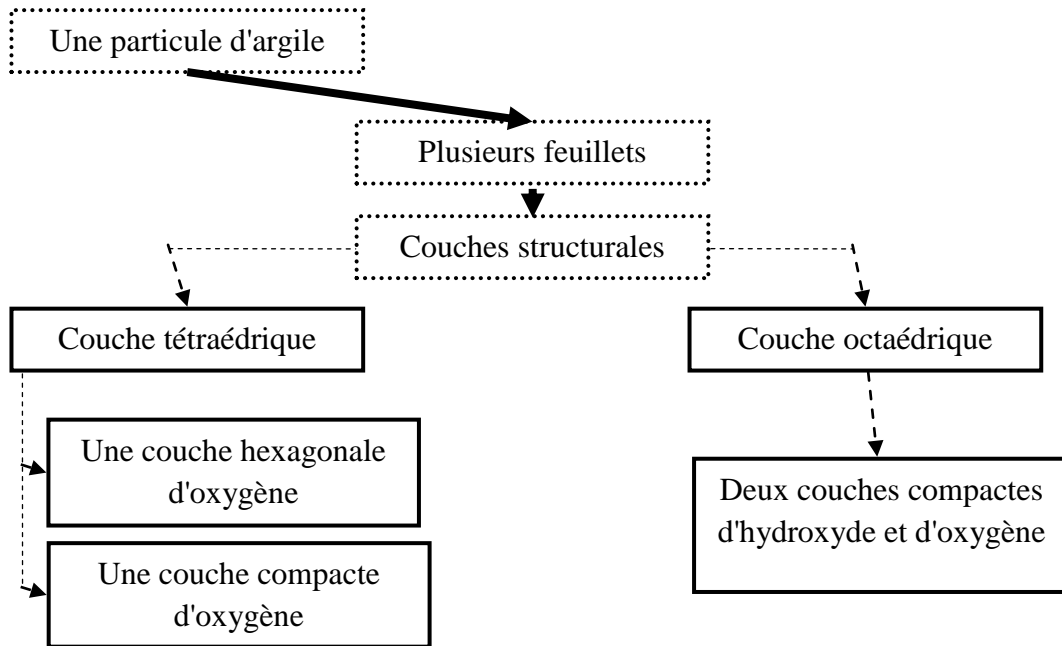 Une particule d'argile
Plusieurs feuillets
Couches structurales
Couche tétraédrique
Couche octaédrique
Une couche hexagonale
d'oxygène
Une couche compacte
d'oxygène
Deux couches compactes
d'hydroxyde et d'oxygène